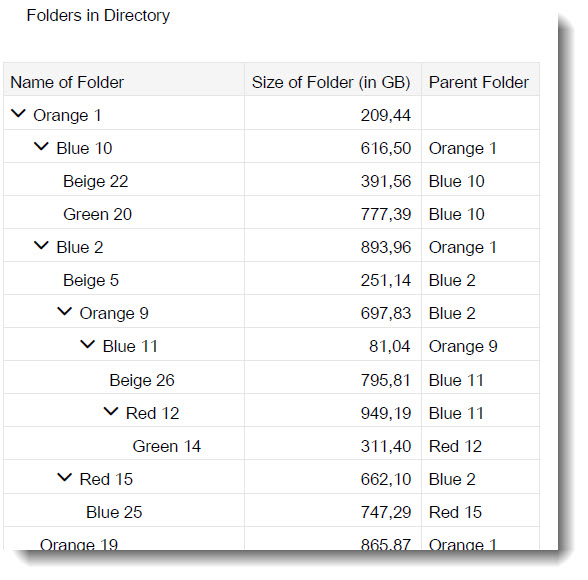 Folders in Directory
Name of Folder Size of Folder (in GB) Parent Folder
Orange 1 209,44
Blue 10 616,50 Orange 1
Beige 22 391,56 Blue 10
Green 20 777,39 Blue 10
Blue 2 893,96 Orange 1
Beige 5 251,14 Blue 2
Orange 9 697,83 Blue 2
Blue 11 81,04 Orange 9
Beige 26 795,81 Blue 11
Red 12 949,19 Blue 11
Green 14 311,40 Red 12
Red 15 662,10 Blue 2
Blue 25 747,29 Red 15
Orange 19 865,87 Orange 1